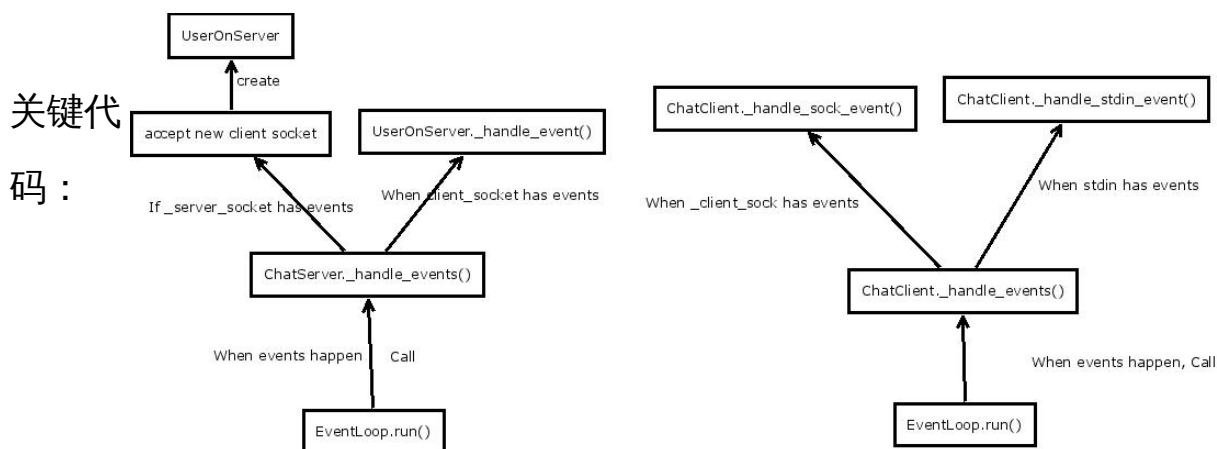 关键代
码：
UserOnServer
create
accept new client socket
UserOnServer._handle_event()
If _server_socket has events
When client_socket has events
ChatServer._handle_events()
When events happen
Call
EventLoop.run()
ChatClient._handle_sock_event()
ChatClient._handle_stdin_event()
When _client_sock has events
When stdin has events
ChatClient._handle_events()
When events happen, Call
EventLoop.run()